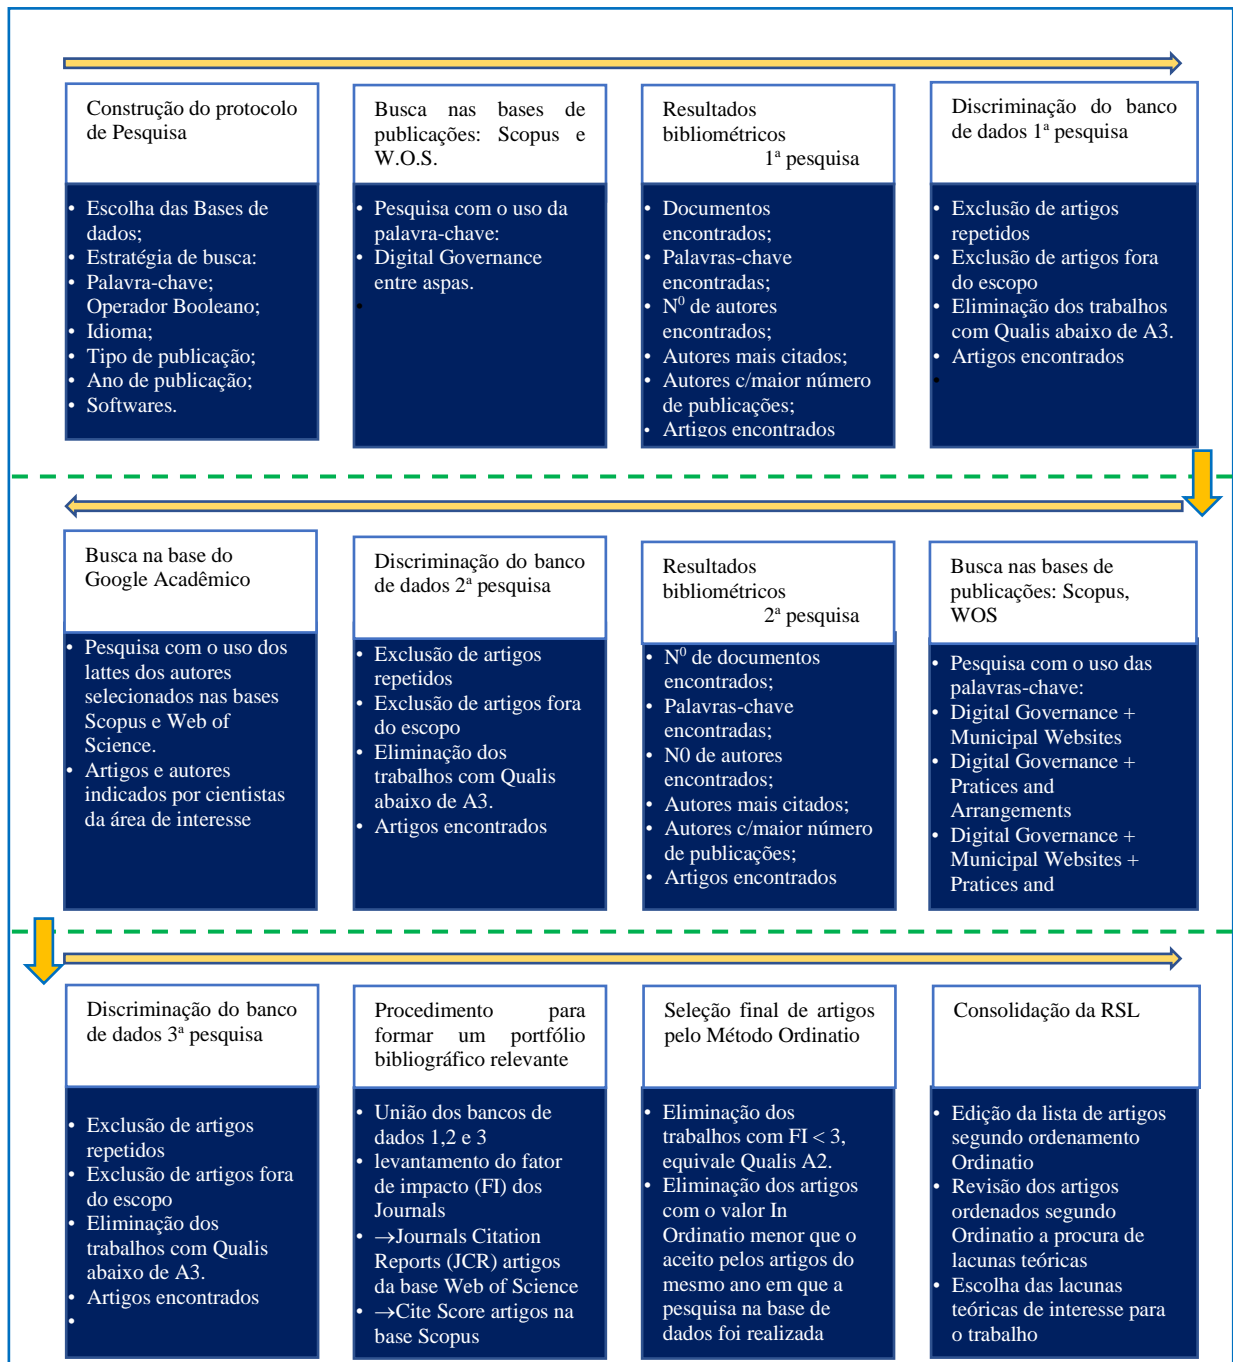 Construção do protocolo
de Pesquisa
• Escolha das Bases de
dados;
• Estratégia de busca:
• Palavra-chave;
Operador Booleano;
• Idioma;
• Tipo de publicação;
• Ano de publicação;
• Softwares.
Busca nas bases de
publicações: Scopus e
W.O.S.
• Pesquisa com o uso da
palavra-chave:
• Digital Governance
entre aspas.
•
Resultados
bibliométricos
1ª pesquisa
• Documentos
encontrados;
• Palavras-chave
encontradas;
• N⁰ de autores
encontrados;
• Autores mais citados;
• Autores c/maior número
de publicações;
• Artigos encontrados
Discriminação do banco
de dados 1ª pesquisa
• Exclusão de artigos
repetidos
• Exclusão de artigos fora
do escopo
• Eliminação dos trabalhos
com Qualis abaixo de A3.
• Artigos encontrados
•
Busca na base do
Google Acadêmico
• Pesquisa com o uso dos
lattes dos autores
selecionados nas bases
Scopus e Web of
Science.
• Artigos e autores
indicados por cientistas
da área de interesse
Discriminação do banco
de dados 2ª pesquisa
• Exclusão de artigos
repetidos
• Exclusão de artigos fora
do escopo
• Eliminação dos
trabalhos com Qualis
abaixo de A3.
• Artigos encontrados
Resultados
bibliométricos
2ª pesquisa
• N⁰ de documentos
encontrados;
• Palavras-chave
encontradas;
• N0 de autores
encontrados;
• Autores mais citados;
• Autores c/maior número
de publicações;
• Artigos encontrados
Busca nas bases de
publicações: Scopus,
WOS
• Pesquisa com o uso das
palavras-chave:
• Digital Governance +
Municipal Websites
• Digital Governance +
Pratices and
Arrangements
• Digital Governance +
Municipal Websites +
Pratices and
Discriminação do banco
de dados 3ª pesquisa
• Exclusão de artigos
repetidos
• Exclusão de artigos fora
do escopo
• Eliminação dos
trabalhos com Qualis
abaixo de A3.
• Artigos encontrados
•
Procedimento para
formar um portfólio
bibliográfico relevante
• União dos bancos de
dados 1,2 e 3
• levantamento do fator
de impacto (FI) dos
Journals
• →Journals Citation
Reports (JCR) artigos
da base Web of Science
• →Cite Score artigos na
base Scopus
Seleção final de artigos
pelo Método Ordinatio
• Eliminação dos
trabalhos com FI < 3,
equivale Qualis A2.
• Eliminação dos artigos
com o valor In
Ordinatio menor que o
aceito pelos artigos do
mesmo ano em que a
pesquisa na base de
dados foi realizada
Consolidação da RSL
• Edição da lista de artigos
segundo ordenamento
Ordinatio
• Revisão dos artigos
ordenados segundo
Ordinatio a procura de
lacunas teóricas
• Escolha das lacunas
teóricas de interesse para
o trabalho